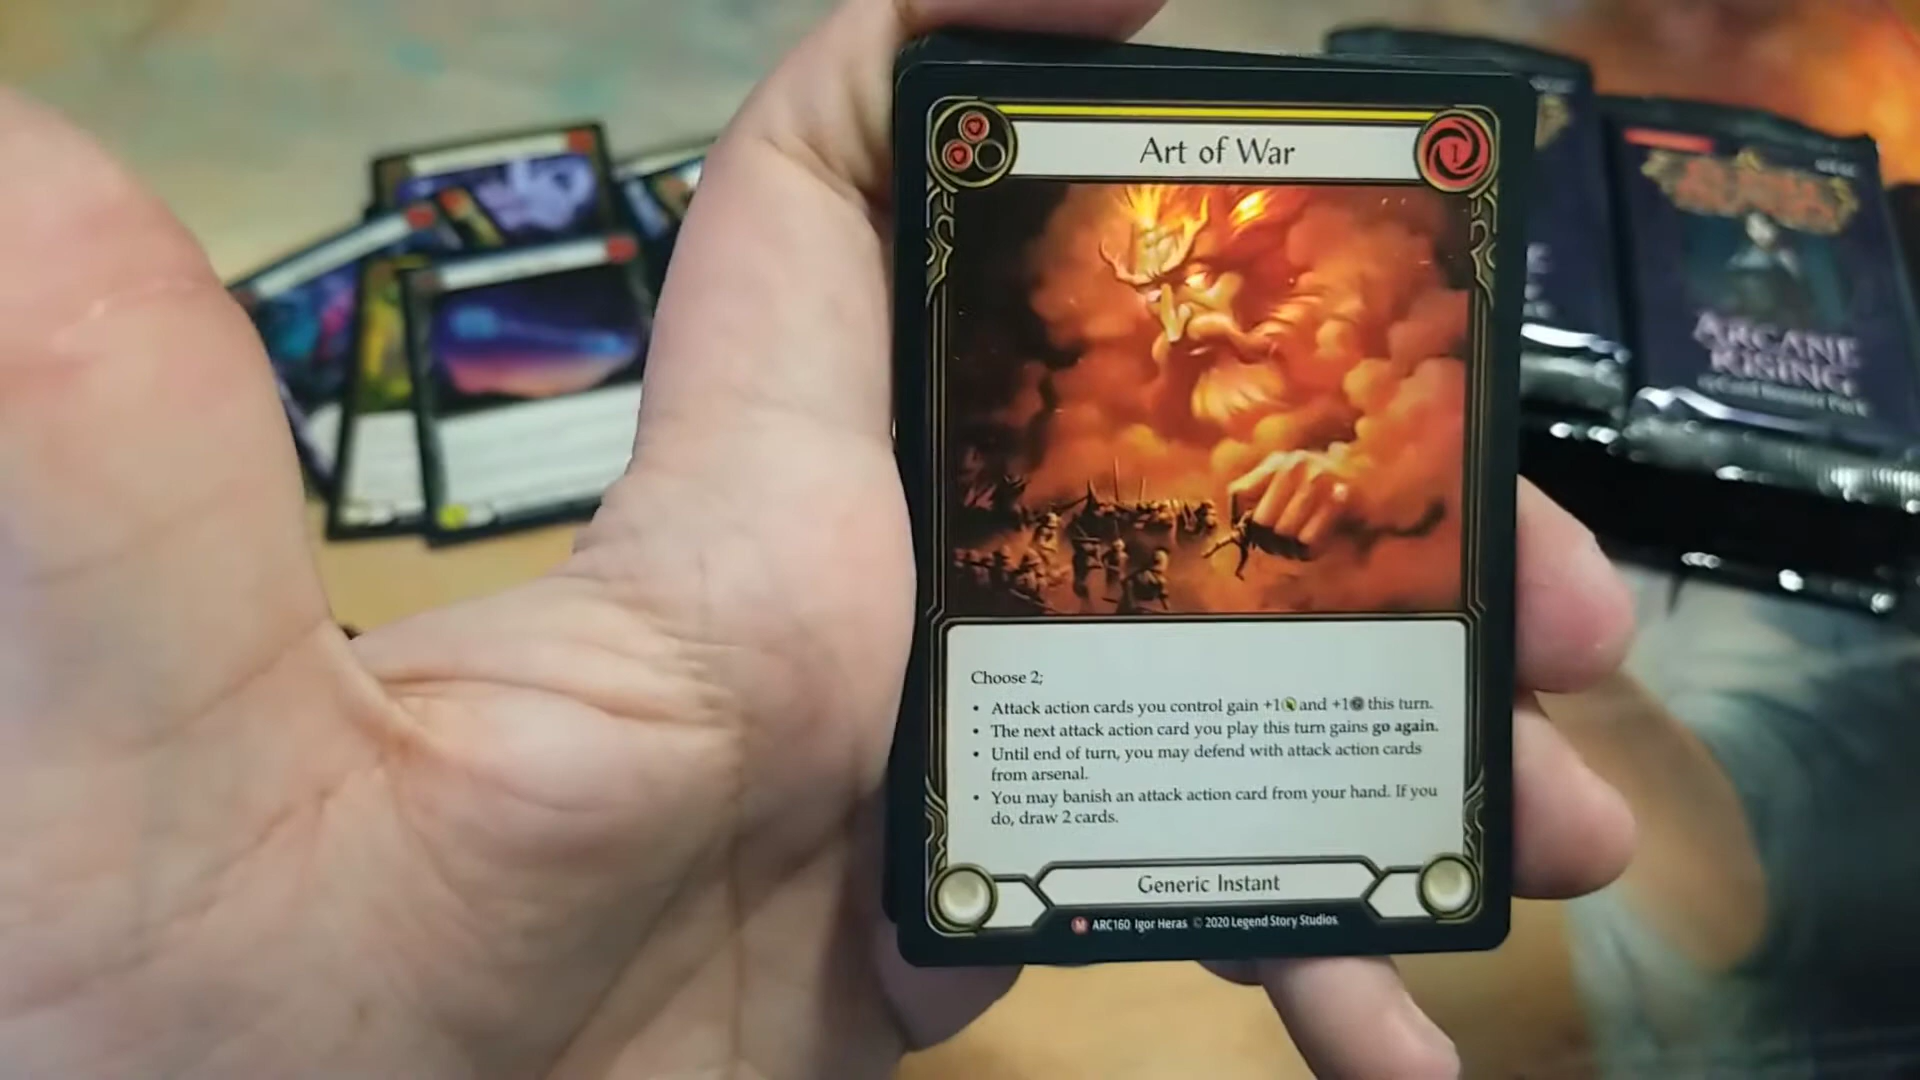 Art of War
1
Choose 2;
• Attack action cards you control gain +1 and +1 this turn.
• The next attack action card you play this turn gains go again.
• Until end of turn, you may defend with attack action cards
from arsenal.
• You may banish an attack action card from your hand. If you
do, draw 2 cards.
Generic Instant
M ARC160 Igor Heras © 2020 Legend Story Studios
ARCANE
RISING